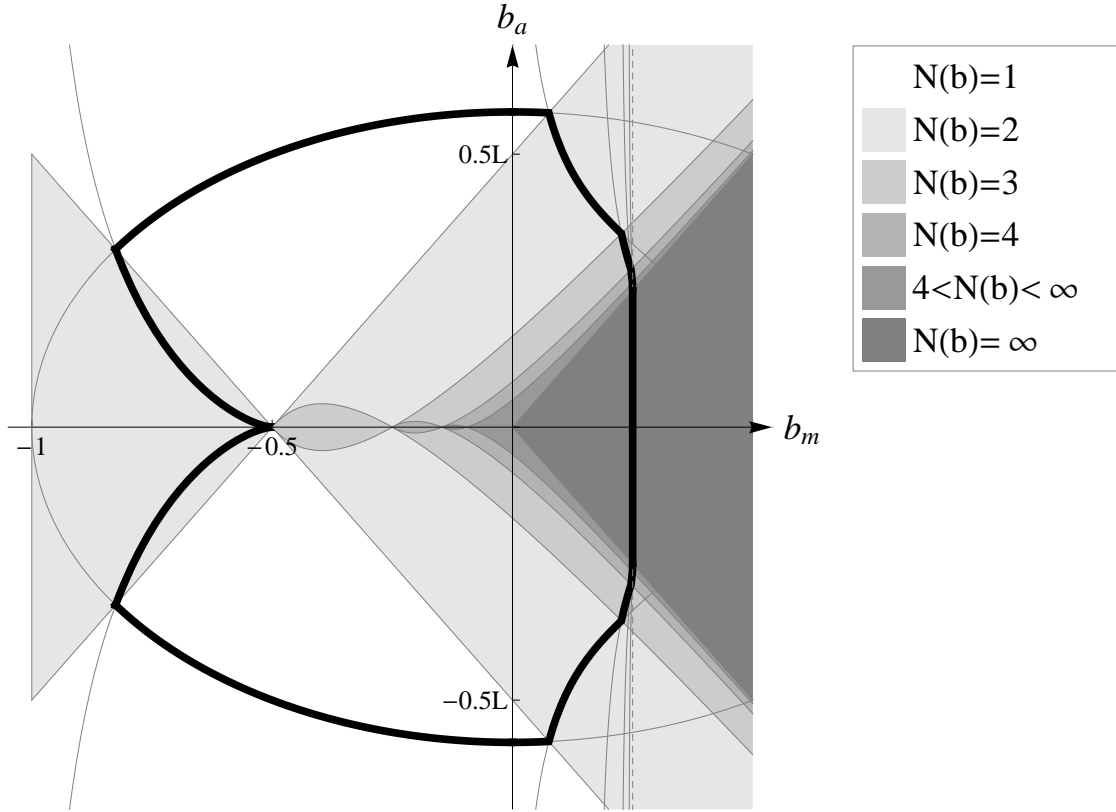 b_a
0.5L
-1
−0.5
b_m
−0.5L
N(b)=1
N(b)=2
N(b)=3
N(b)=4
4<N(b)< ∞
N(b)= ∞